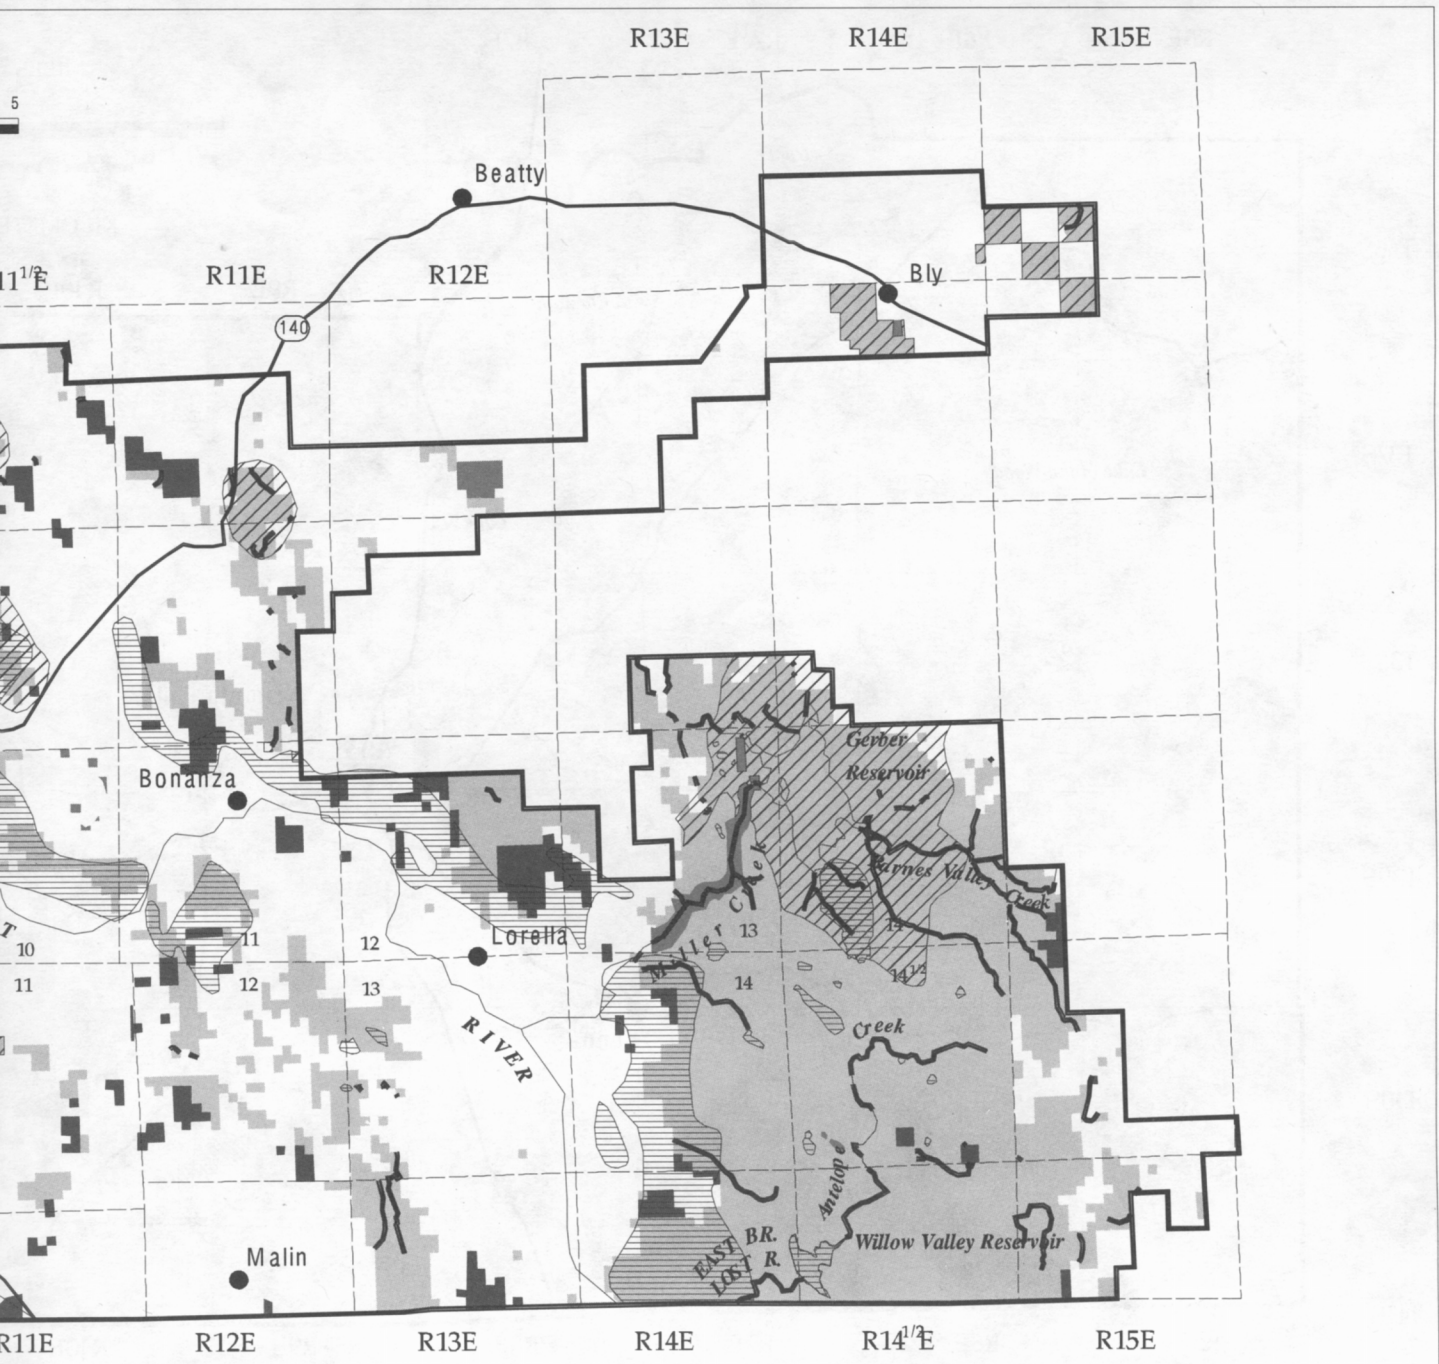 R13E R14E R15E
5
Beatty
11 1/2E R11E R12E
Bly
140
Gerber
Reservoir
Bonanza
Barnes Valley
Creek
Miller Creek
Lorella
T
10 11 12 13 14
11 12 13 14 14 1/2
RIVER
Creek
Antelope
EAST BR.
LOST R.
Willow Valley Reservoir
Malin
R11E R12E R13E R14E R14 1/2E R15E